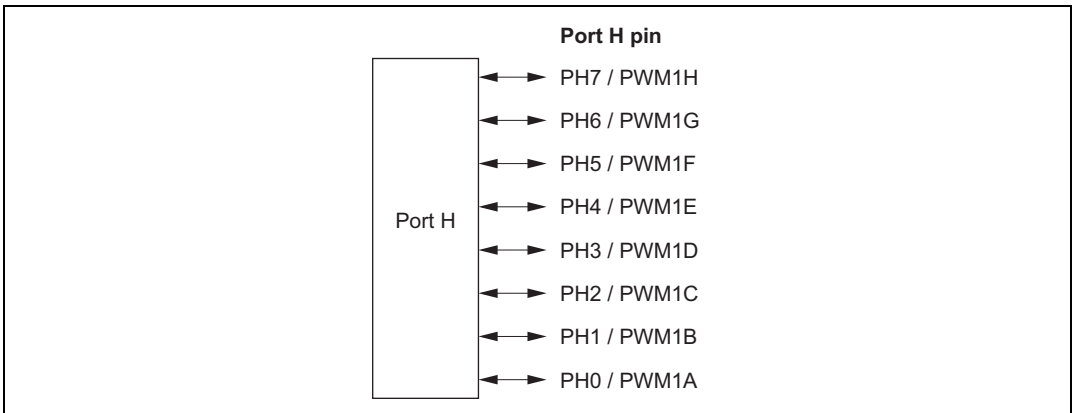 Port H pin
PH7 / PWM1H
PH6 / PWM1G
PH5 / PWM1F
PH4 / PWM1E
Port H
PH3 / PWM1D
PH2 / PWM1C
PH1 / PWM1B
PH0 / PWM1A